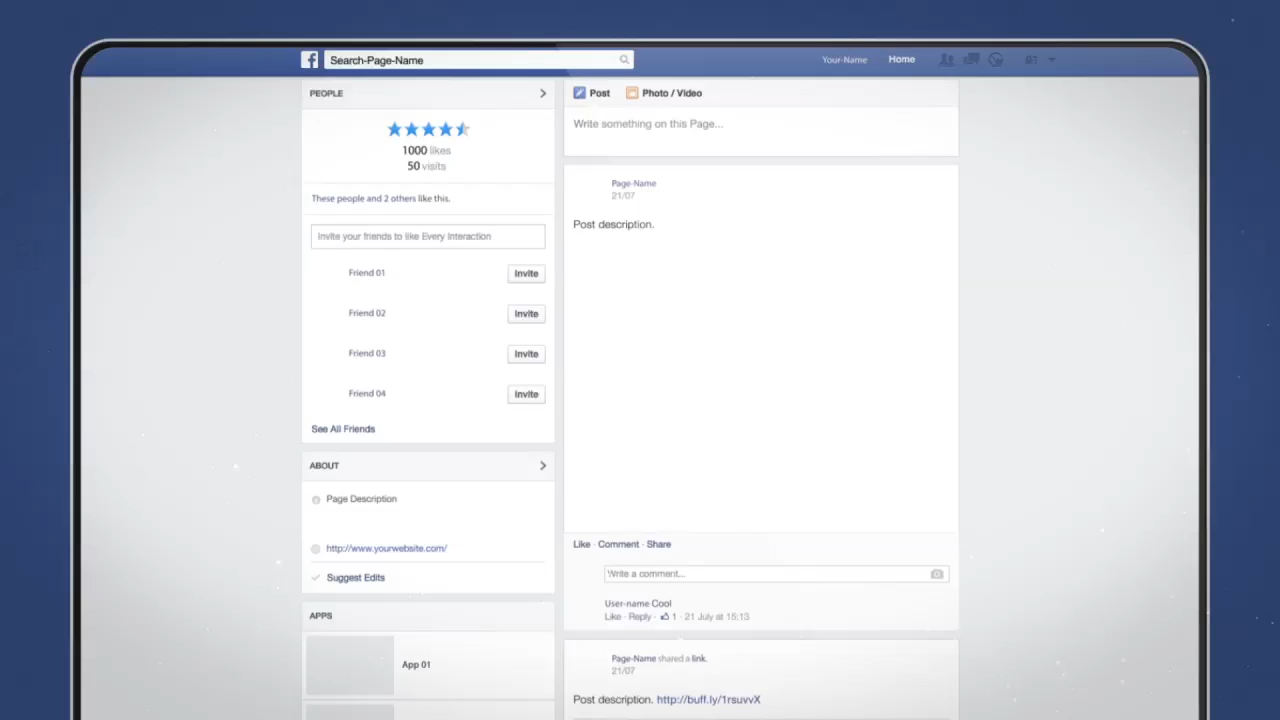 f Search-Page-Name
Your-Name Home
PEOPLE
1000 likes
50 visits
These people and 2 others like this.
Invite your friends to like Every Interaction
Friend 01 Invite
Friend 02 Invite
Friend 03 Invite
Friend 04 Invite
See All Friends
ABOUT
Page Description
http://www.yourwebsite.com/
Suggest Edits
APPS
App 01
Post Photo / Video
Write something on this Page...
Page-Name
21/07
Post description.
Like · Comment · Share
Write a comment...
User-name Cool
Like · Reply · 1 · 21 July at 16:13
Page-Name shared a link.
21/07
Post description. http://buff.ly/1rsuvvX